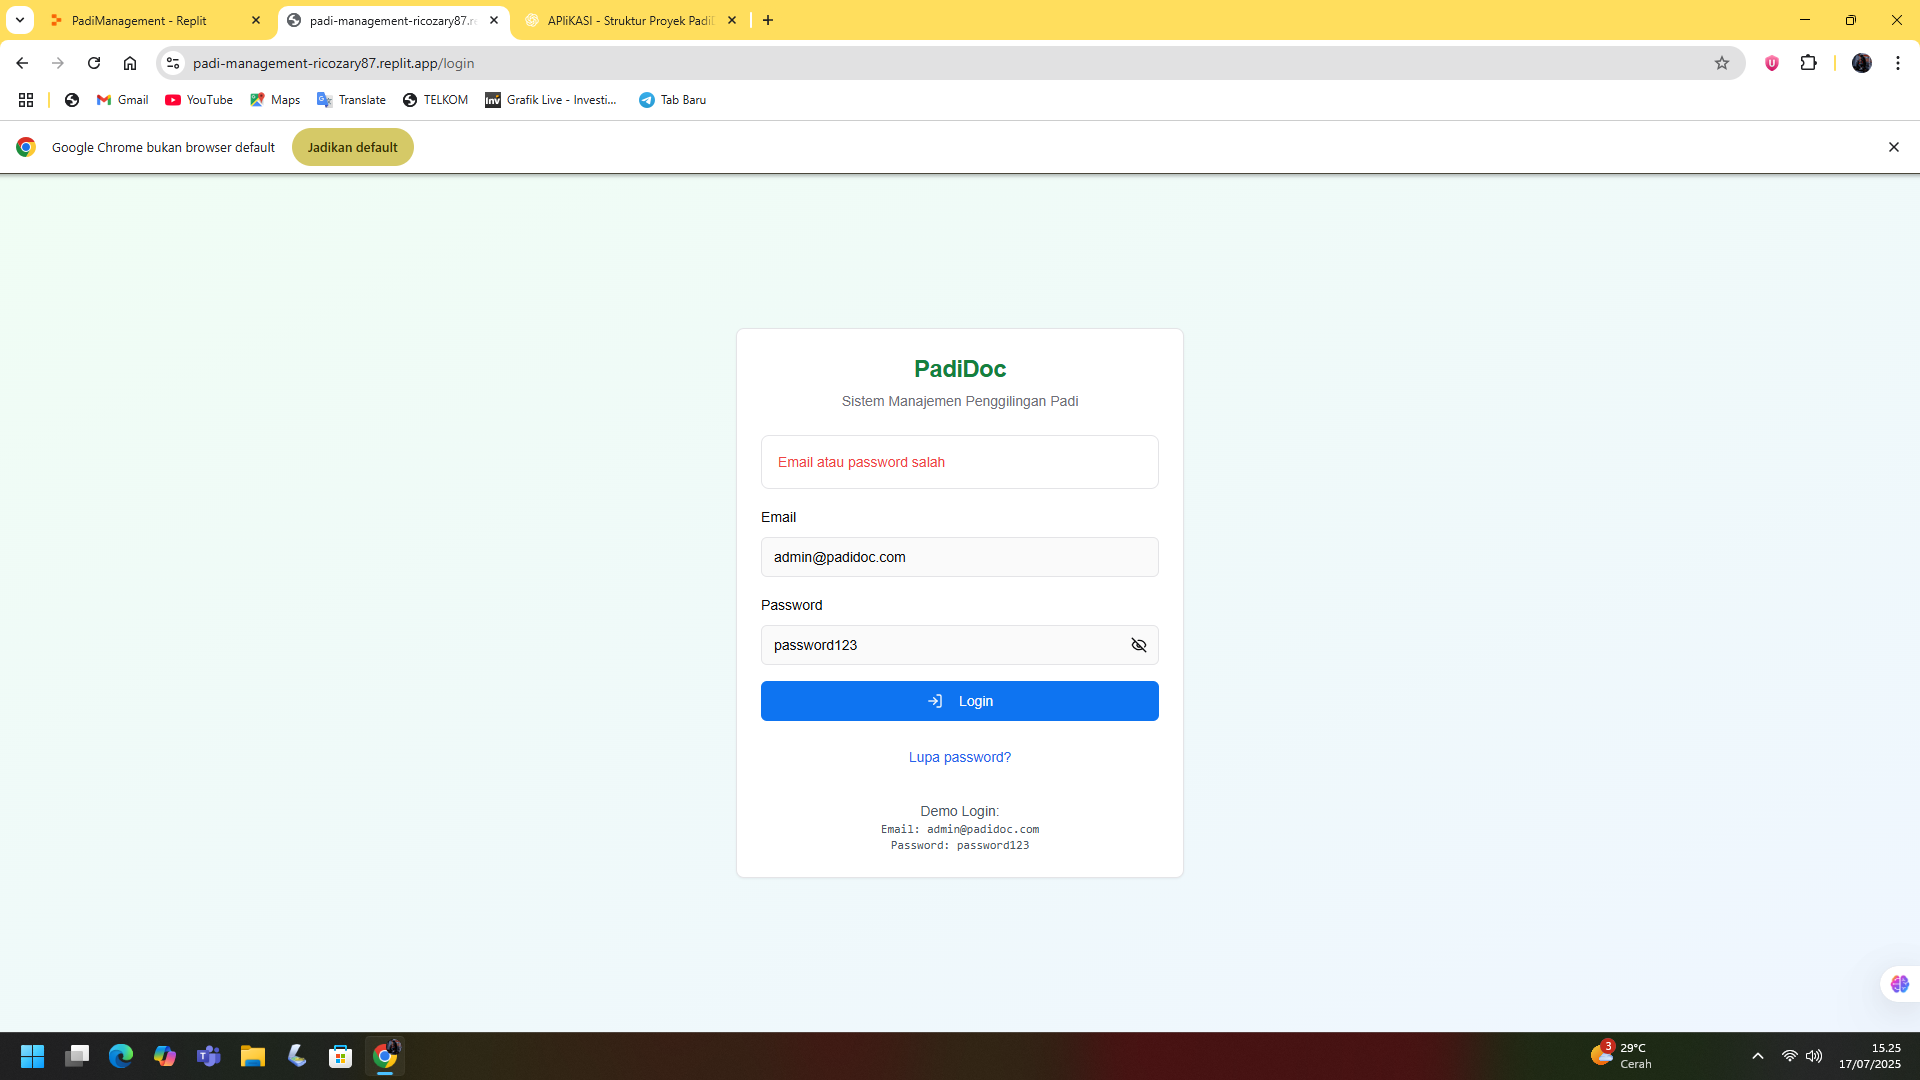 PadiManagement - Replit
padi-management-ricozary87.re
APliKASI - Struktur Proyek Padi
padi-management-ricozary87.replit.app/login
Gmail
YouTube
Maps
Translate
TELKOM
inv
Grafik Live - Investi...
Tab Baru
Google Chrome bukan browser default
Jadikan default
PadiDoc
Sistem Manajemen Penggilingan Padi
Email atau password salah
Email
admin@padidoc.com
Password
password123
Login
Lupa password?
Demo Login:
Email: admin@padidoc.com
Password: password123
3
29°C
Cerah
15.25
17/07/2025